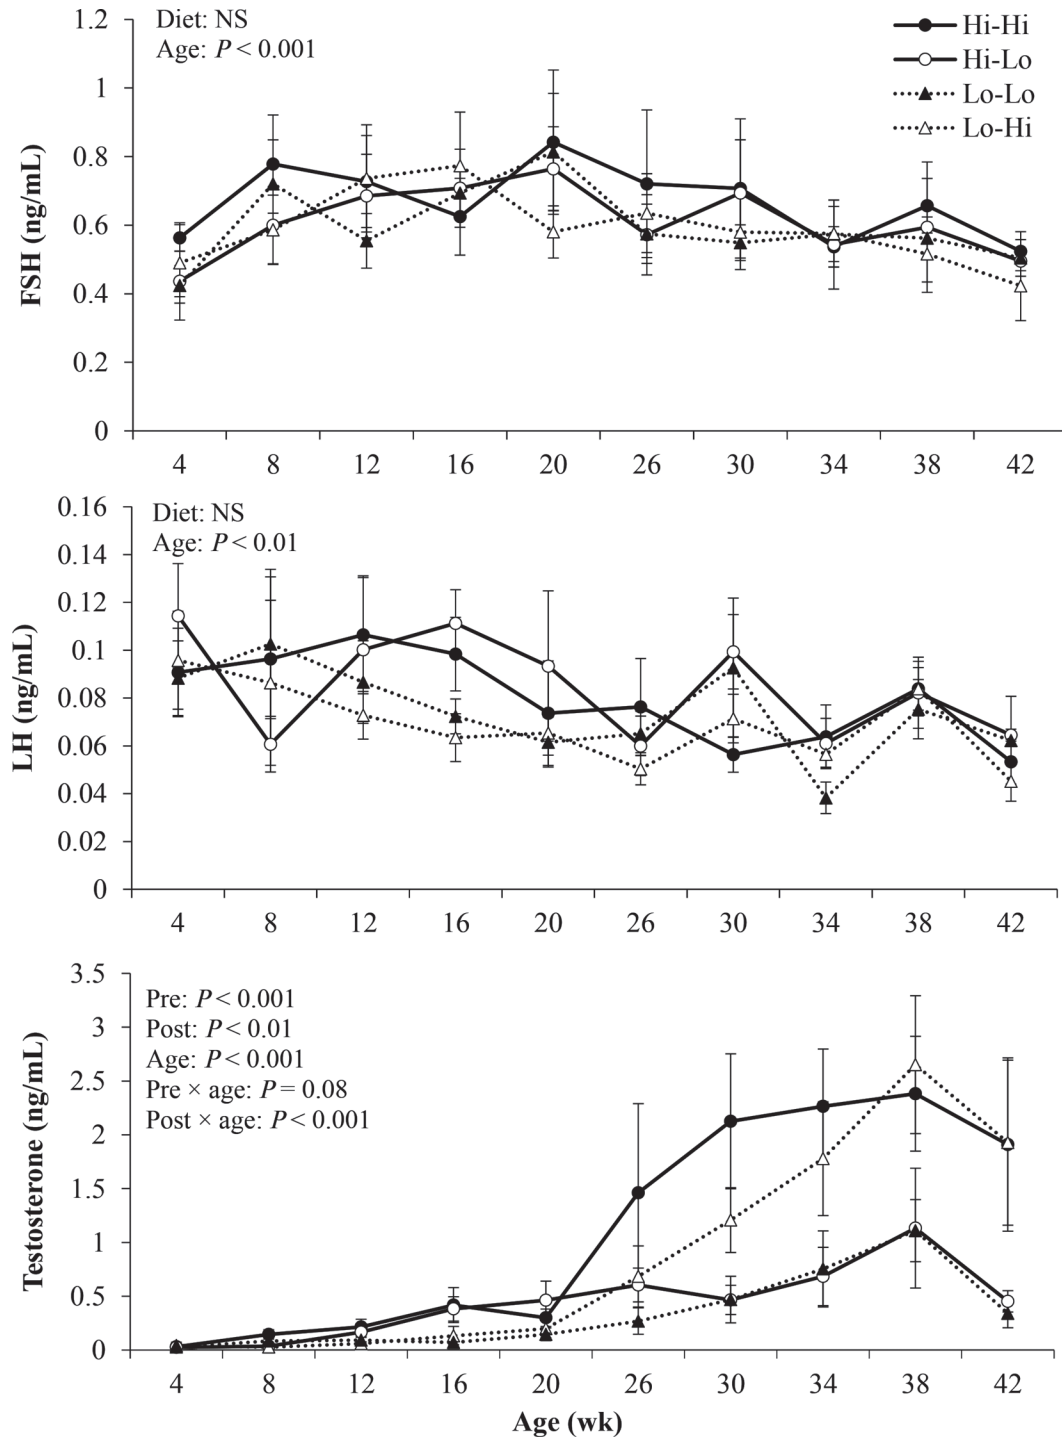 Diet: NS
Age: P < 0.001
Hi-Hi
Hi-Lo
Lo-Lo
Lo-Hi
FSH (ng/mL)
1.2
1
0.8
0.6
0.4
0.2
0
4 8 12 16 20 26 30 34 38 42
Diet: NS
Age: P < 0.01
LH (ng/mL)
0.16
0.14
0.12
0.1
0.08
0.06
0.04
0.02
0
4 8 12 16 20 26 30 34 38 42
Pre: P < 0.001
Post: P < 0.01
Age: P < 0.001
Pre × age: P = 0.08
Post × age: P < 0.001
Testosterone (ng/mL)
3.5
3
2.5
2
1.5
1
0.5
0
4 8 12 16 20 26 30 34 38 42
Age (wk)